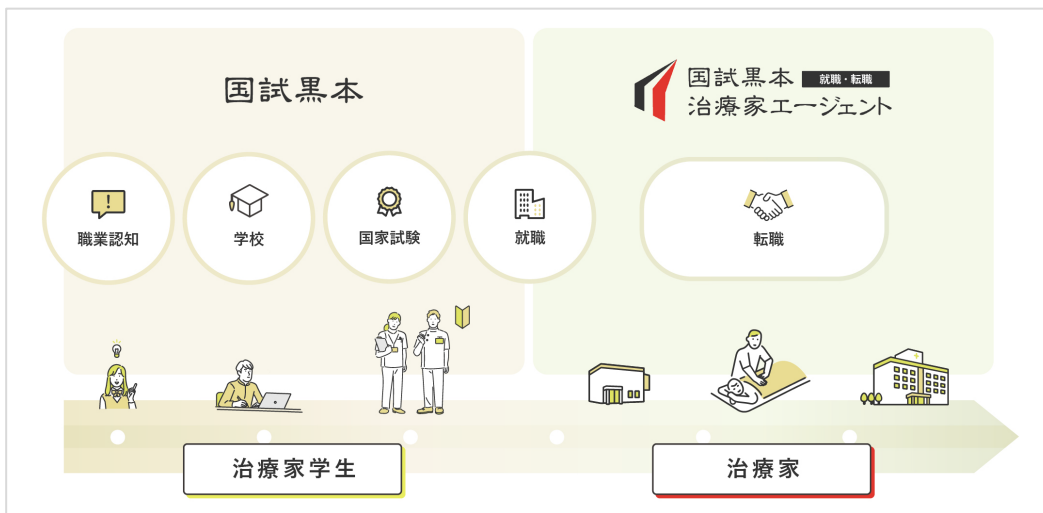 国試黒本
国試黒本 就職・転職
治療家エージェント
職業認知
学校
国家試験
就職
転職
治療家学生
治療家